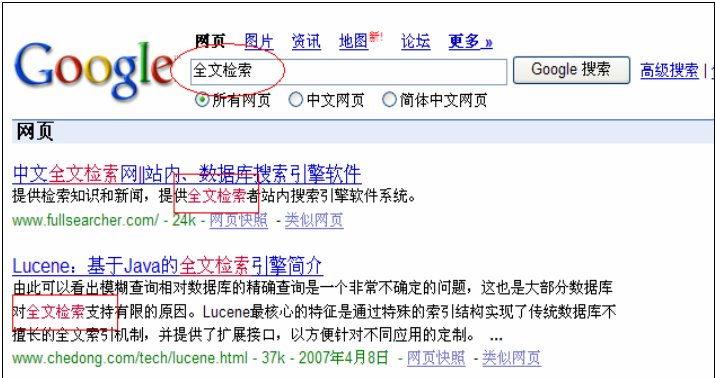 网页 图片 资讯 地图新! 论坛 更多 »
Google 全文检索 Google 搜索 高级搜索 |
所有网页 中文网页 简体中文网页
网页
中文全文检索网||站内、数据库搜索引擎软件
提供检索知识和新闻，提供全文检索者站内搜索引擎软件系统。
www.fullsearcher.com/ - 24k - 网页快照 - 类似网页
Lucene：基于Java的全文检索引擎简介
由此可以看出模糊查询相对数据库的精确查询是一个非常不确定的问题，这也是大部分数据库
对全文检索支持有限的原因。Lucene最核心的特征是通过特殊的索引结构实现了传统数据库不
擅长的全文索引机制，并提供了扩展接口，以方便针对不同应用的定制。 ...
www.chedong.com/tech/lucene.html - 37k - 2007年4月8日 - 网页快照 - 类似网页